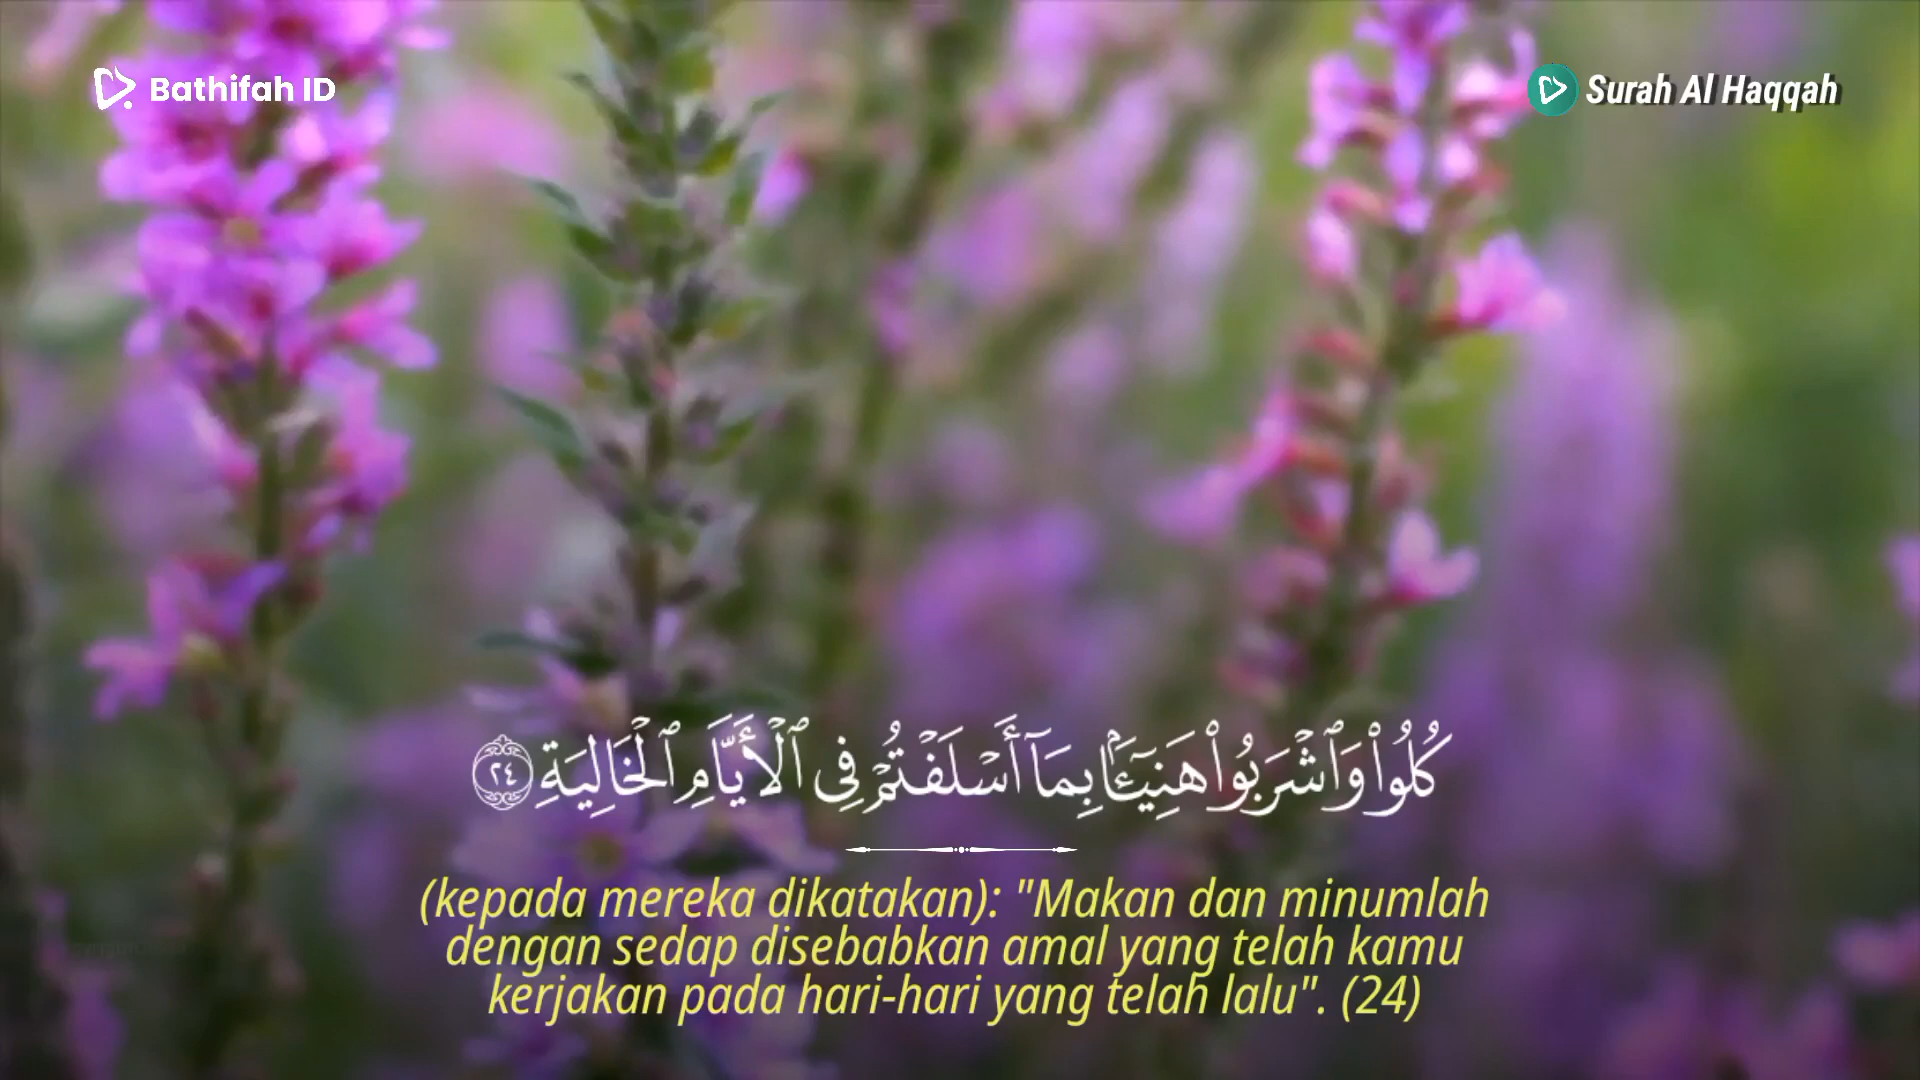 Bathifah ID
Surah Al Haqqah
كُلُوا۟ وَٱشْرَبُوا۟ هَنِيٓـًٔۢا بِمَآ أَسْلَفْتُمْ فِى ٱلْأَيَّامِ ٱلْخَالِيَةِ ٢٤
(kepada mereka dikatakan): "Makan dan minumlah
dengan sedap disebabkan amal yang telah kamu
kerjakan pada hari-hari yang telah lalu". (24)